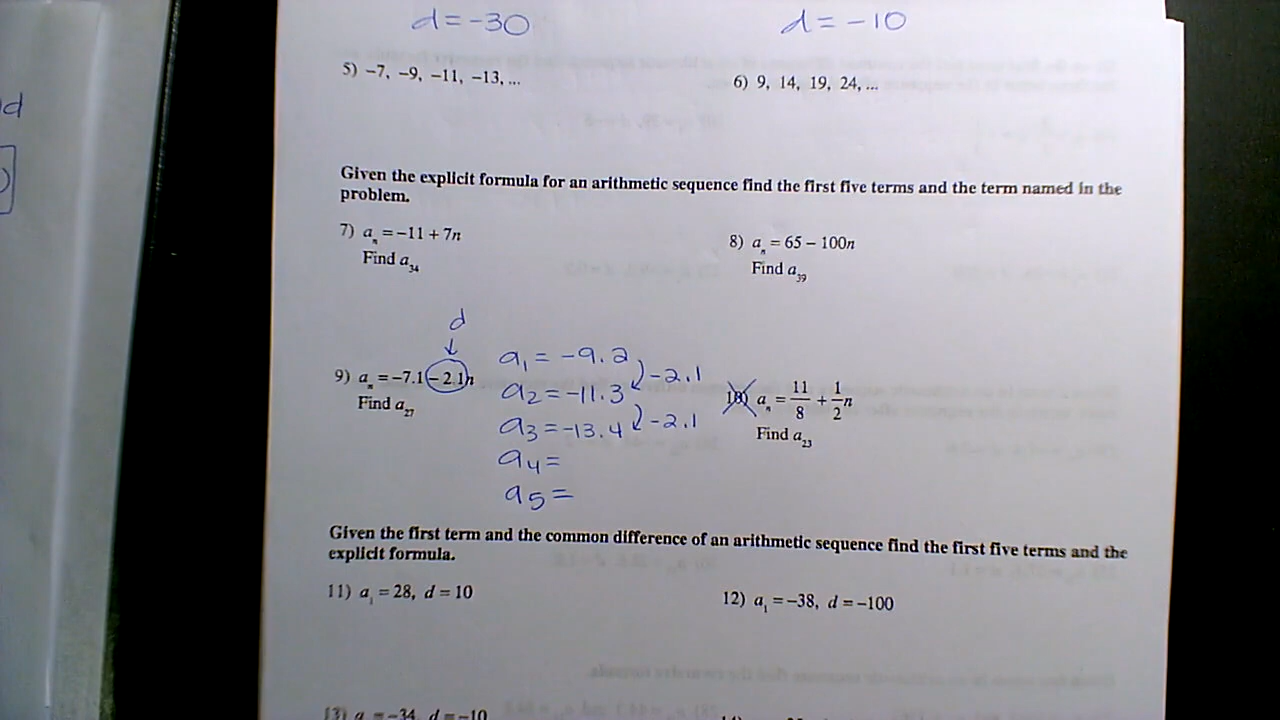 d = -30
d = -10
5) –7, –9, –11, –13, ...
6) 9, 14, 19, 24, ...
d
Given the explicit formula for an arithmetic sequence find the first five terms and the term named in the
problem.
7) aₙ = –11 + 7n
Find a₃₄
8) aₙ = 65 – 100n
Find a₃₉
d
↓
9) aₙ = –7.1 – 2.1n
Find a₂₇
a₁ = -9.2
a₂ = -11.3
a₃ = -13.4
a₄ =
a₅ =
-2.1
-2.1
10) aₙ = 11/8 + 1/2 n
Find a₂₃
Given the first term and the common difference of an arithmetic sequence find the first five terms and the
explicit formula.
11) a₁ = 28, d = 10
12) a₁ = –38, d = –100
13) a = –34, d = –10